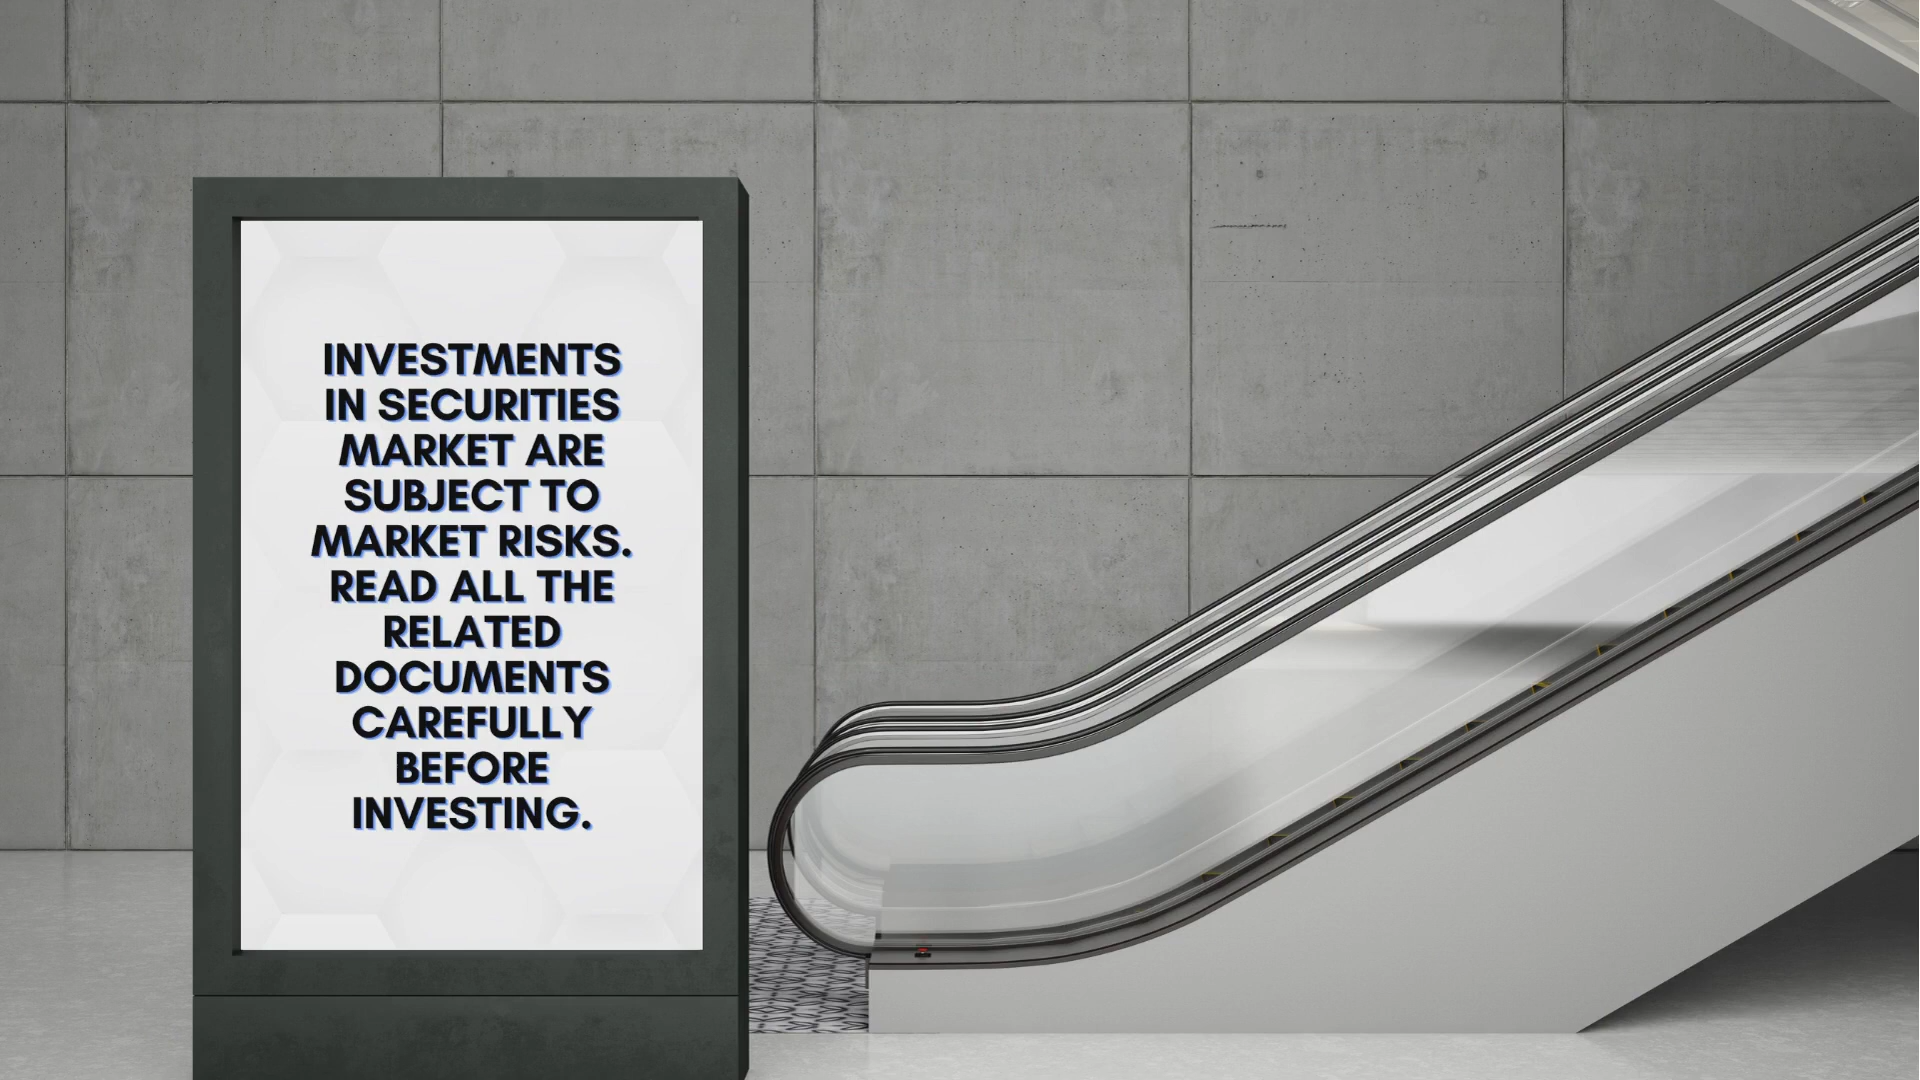 INVESTMENTS
IN SECURITIES
MARKET ARE
SUBJECT TO
MARKET RISKS.
READ ALL THE
RELATED
DOCUMENTS
CAREFULLY
BEFORE
INVESTING.